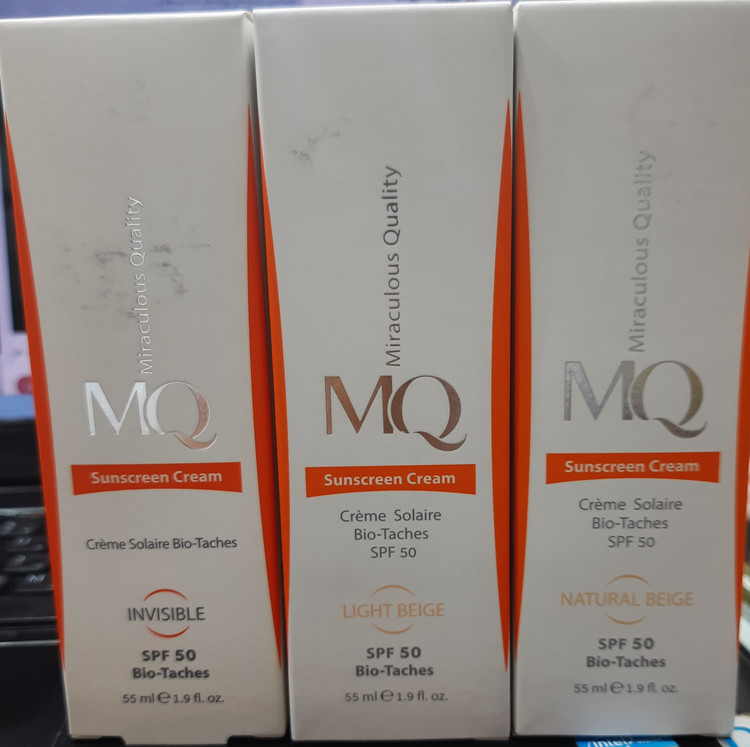 Miraculous Quality
MQ
Sunscreen Cream
Crème Solaire Bio-Taches
INVISIBLE
SPF 50
Bio-Taches
55 ml ℮ 1.9 fl. oz.
Miraculous Quality
MQ
Sunscreen Cream
Crème Solaire
Bio-Taches
SPF 50
LIGHT BEIGE
SPF 50
Bio-Taches
55 ml ℮ 1.9 fl. oz.
Miraculous Quality
MQ
Sunscreen Cream
Crème Solaire
Bio-Taches
SPF 50
NATURAL BEIGE
SPF 50
Bio-Taches
55 ml ℮ 1.9 fl. oz.